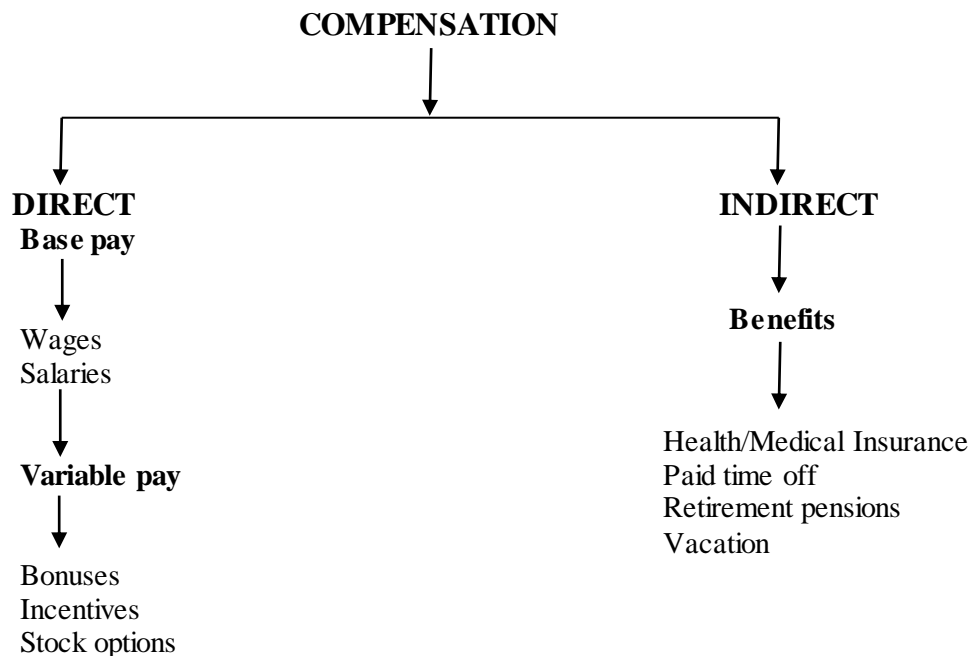 COMPENSATION
DIRECT
Base pay
Wages
Salaries
Variable pay
Bonuses
Incentives
Stock options
INDIRECT
Benefits
Health/Medical Insurance
Paid time off
Retirement pensions
Vacation